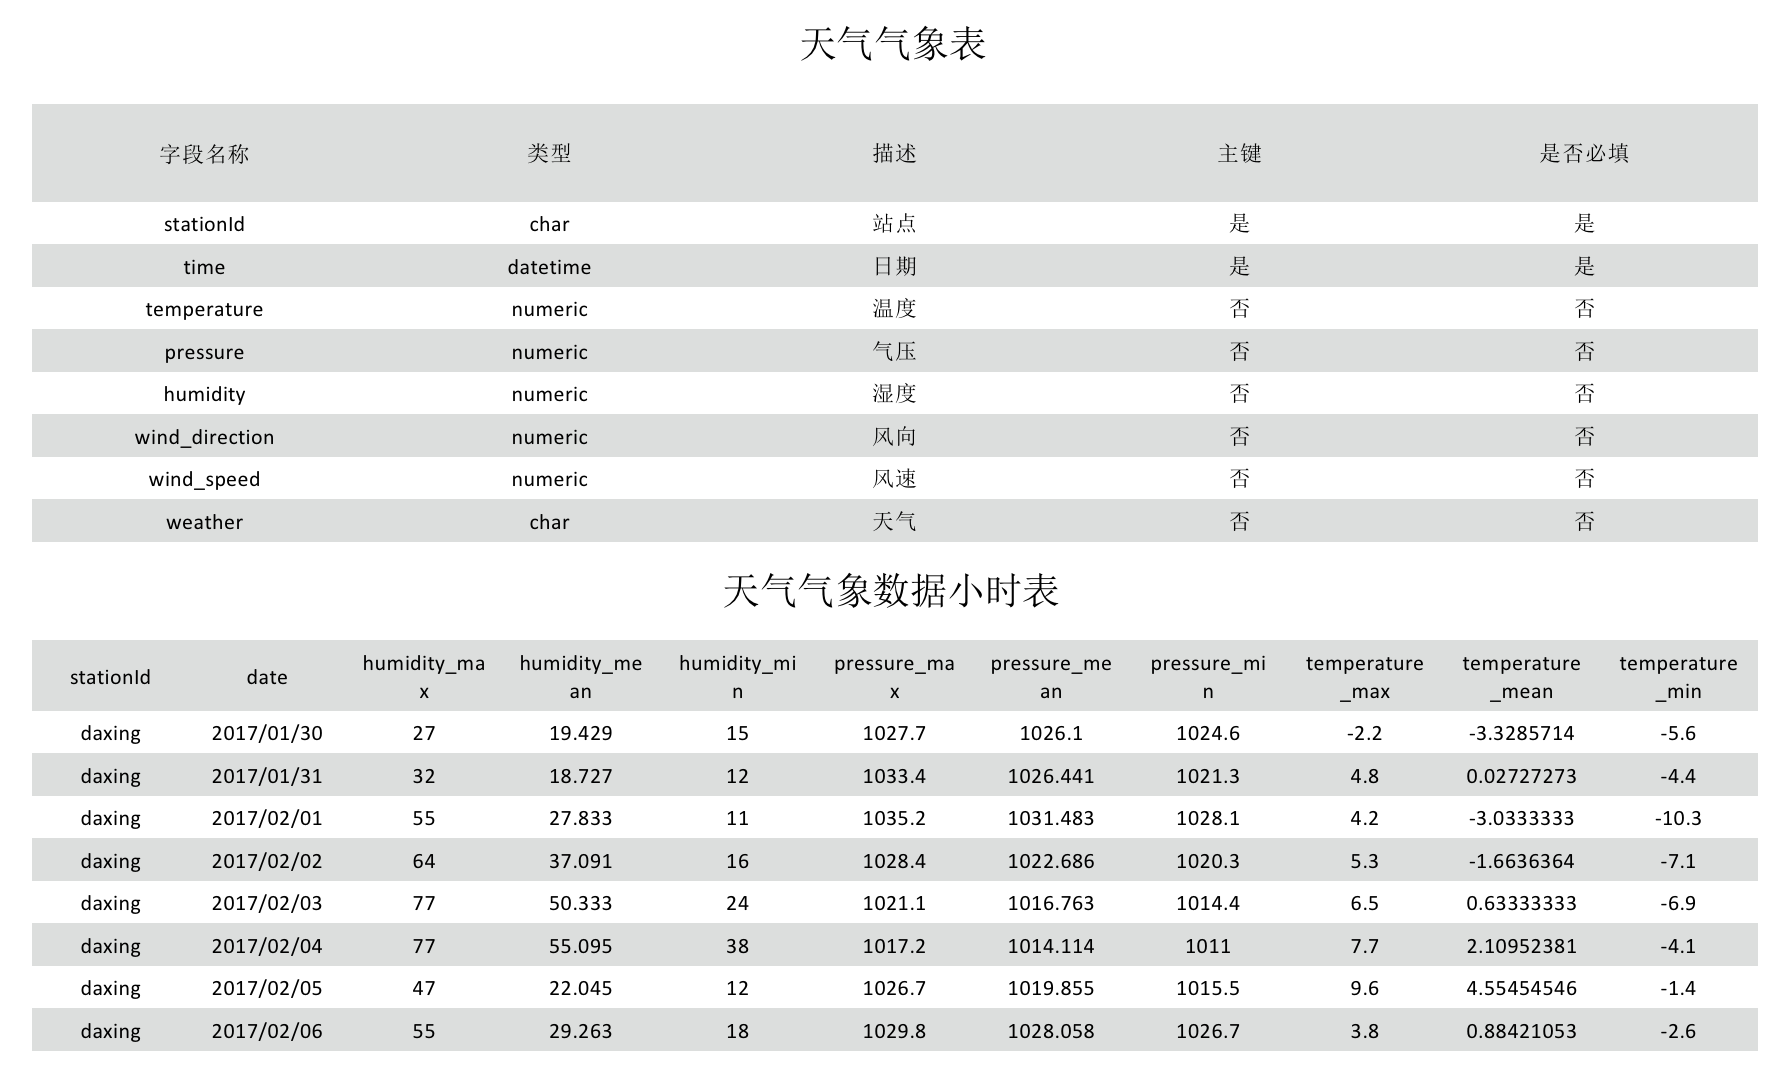 天气气象表
字段名称 类型 描述 主键 是否必填
stationId char 站点 是 是
time datetime 日期 是 是
temperature numeric 温度 否 否
pressure numeric 气压 否 否
humidity numeric 湿度 否 否
wind_direction numeric 风向 否 否
wind_speed numeric 风速 否 否
weather char 天气 否 否
天气气象数据小时表
stationId date humidity_max humidity_mean humidity_min pressure_max pressure_mean pressure_min temperature_max temperature_mean temperature_min
daxing 2017/01/30 27 19.429 15 1027.7 1026.1 1024.6 -2.2 -3.3285714 -5.6
daxing 2017/01/31 32 18.727 12 1033.4 1026.441 1021.3 4.8 0.02727273 -4.4
daxing 2017/02/01 55 27.833 11 1035.2 1031.483 1028.1 4.2 -3.0333333 -10.3
daxing 2017/02/02 64 37.091 16 1028.4 1022.686 1020.3 5.3 -1.6636364 -7.1
daxing 2017/02/03 77 50.333 24 1021.1 1016.763 1014.4 6.5 0.63333333 -6.9
daxing 2017/02/04 77 55.095 38 1017.2 1014.114 1011 7.7 2.10952381 -4.1
daxing 2017/02/05 47 22.045 12 1026.7 1019.855 1015.5 9.6 4.55454546 -1.4
daxing 2017/02/06 55 29.263 18 1029.8 1028.058 1026.7 3.8 0.88421053 -2.6